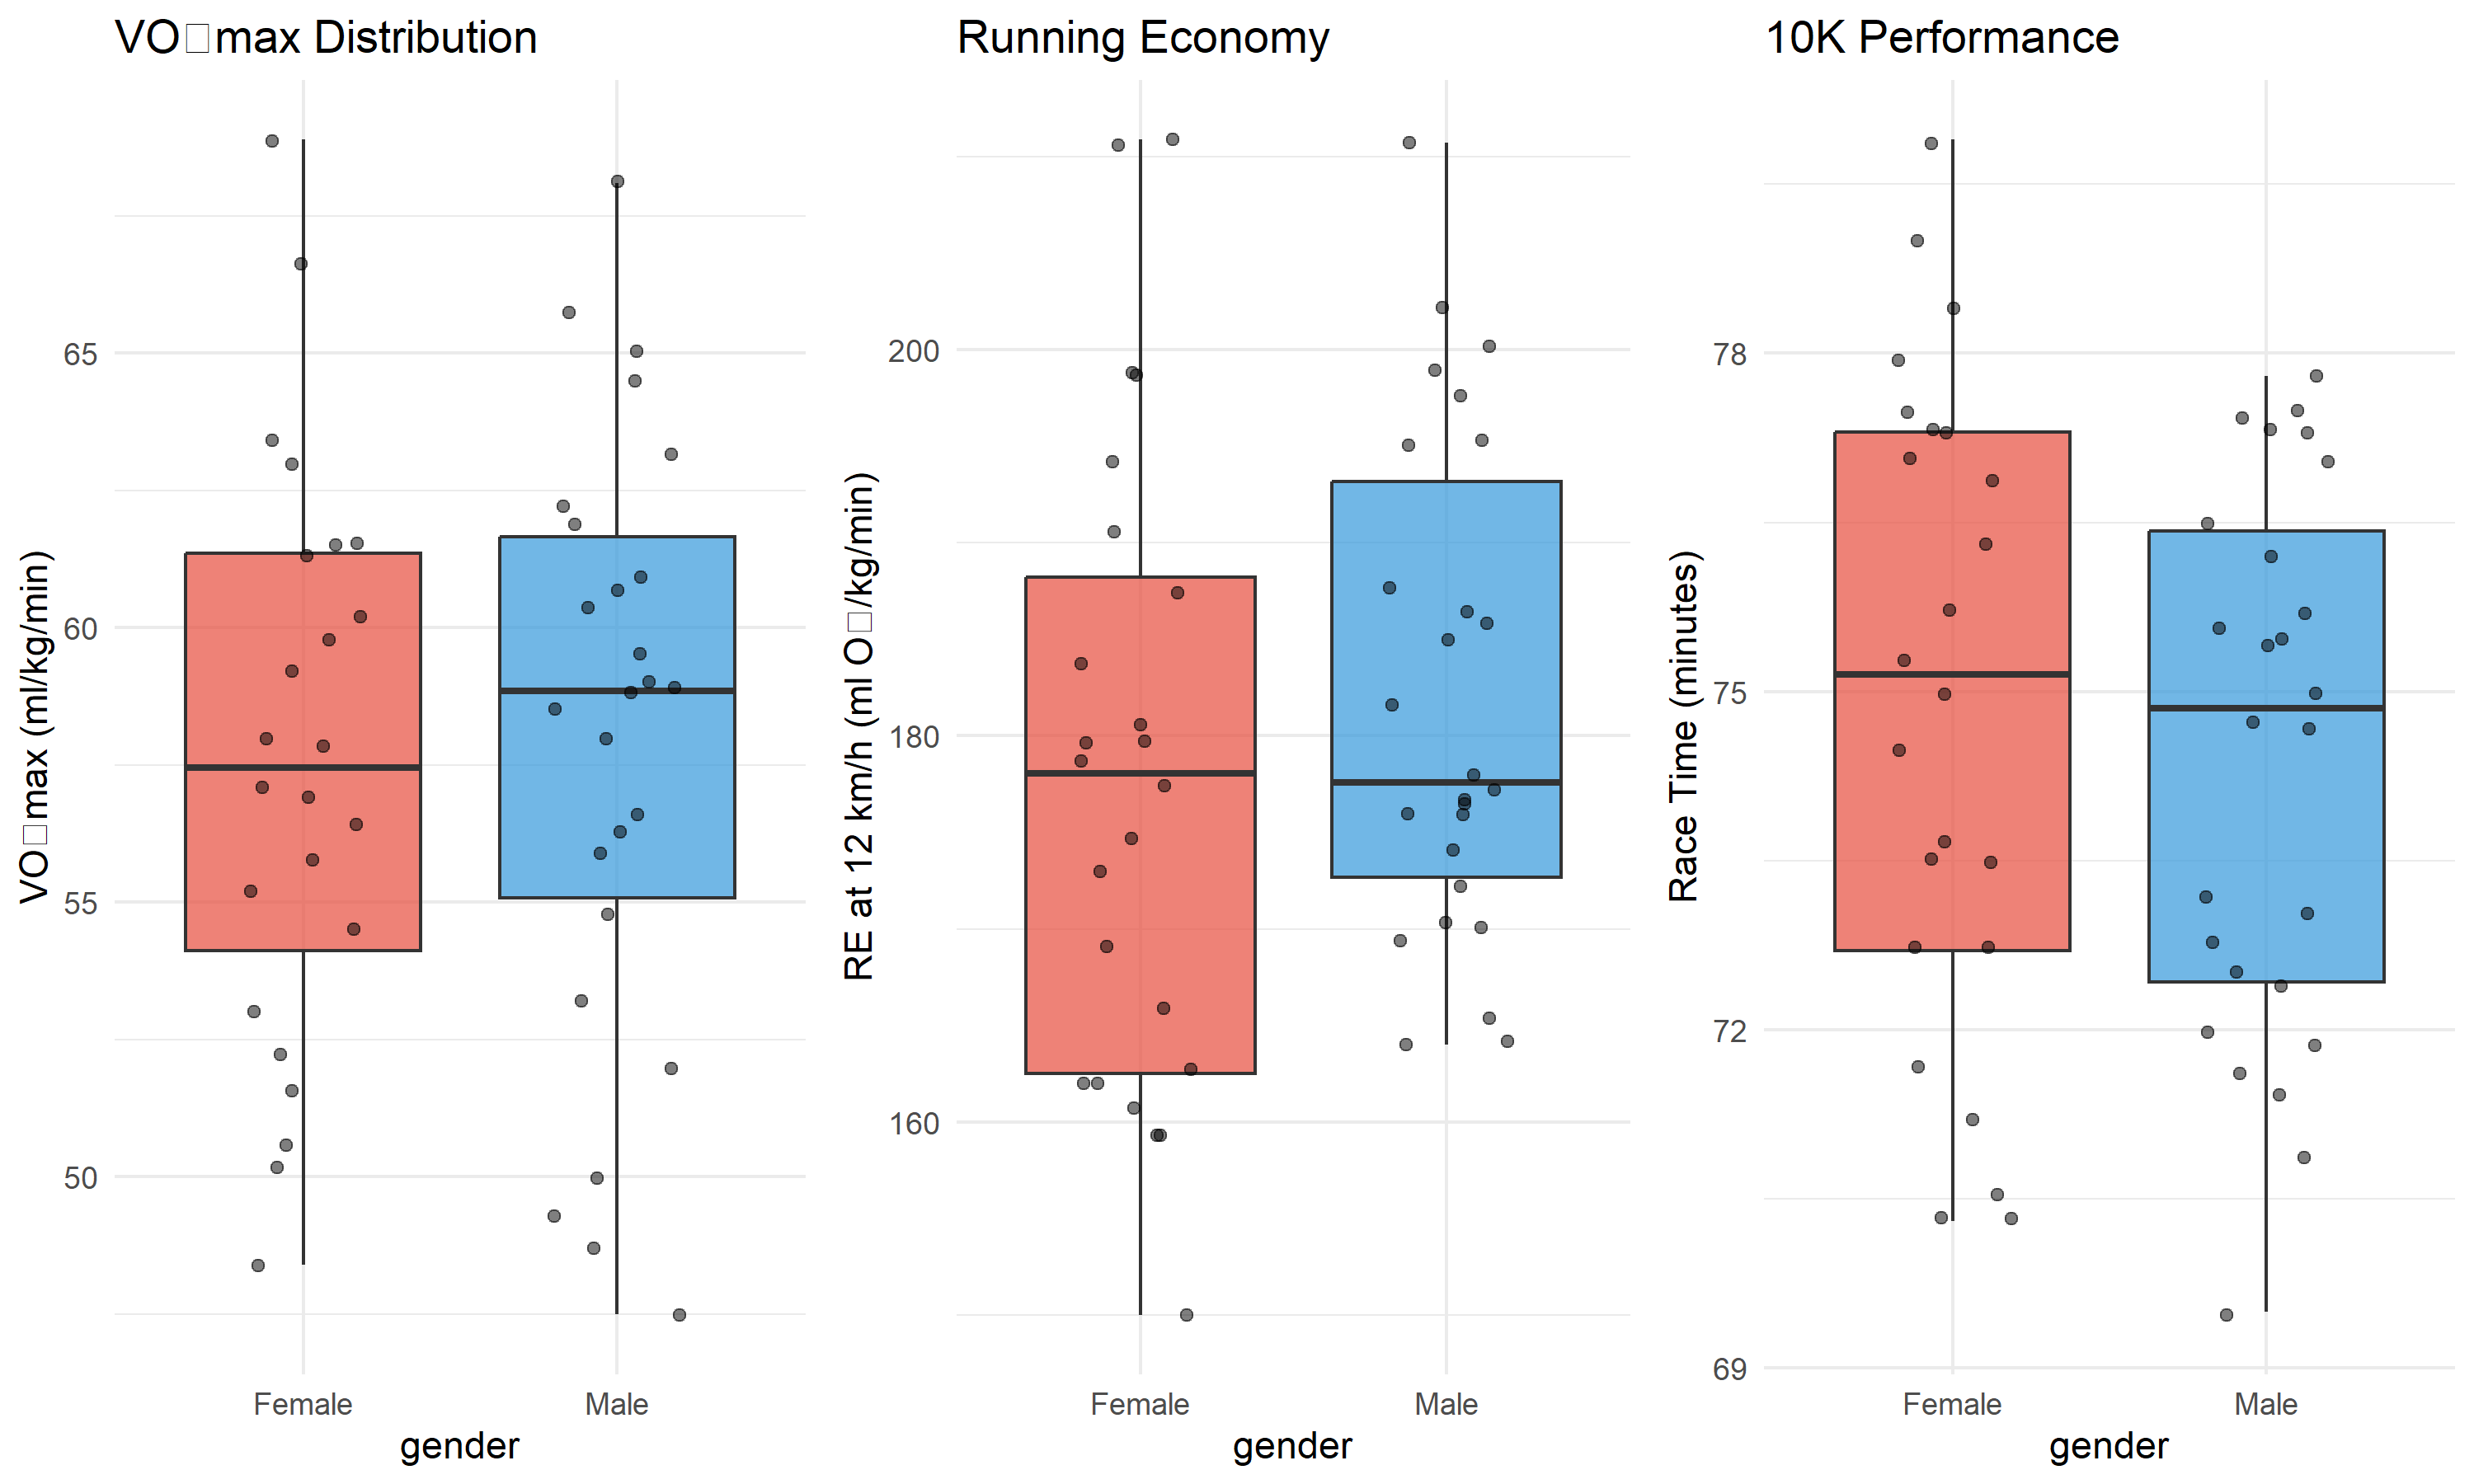 VO□max Distribution
VO□max (ml/kg/min)
65
60
55
50
Female Male
gender
Running Economy
RE at 12 km/h (ml O□/kg/min)
200
180
160
Female Male
gender
10K Performance
Race Time (minutes)
78
75
72
69
Female Male
gender